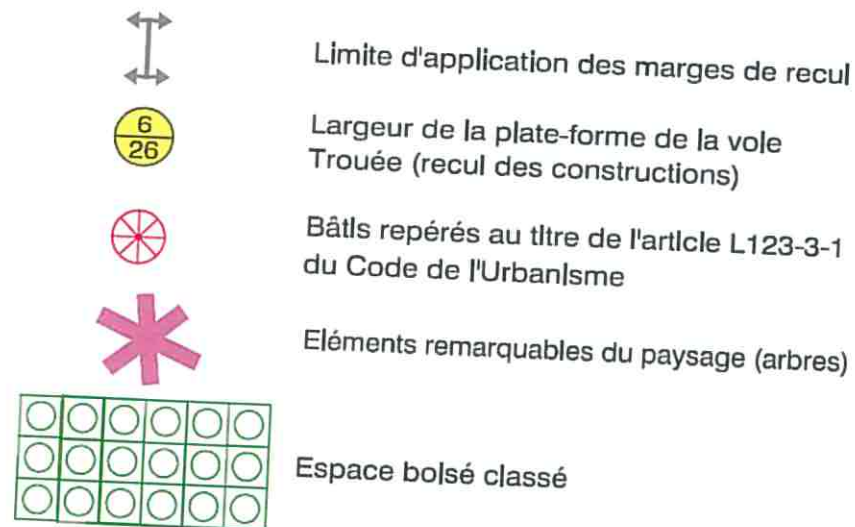 Limite d'application des marges de recul
6
26
Largeur de la plate-forme de la voie
Trouée (recul des constructions)
Bâtis repérés au titre de l'article L123-3-1
du Code de l'Urbanisme
Eléments remarquables du paysage (arbres)
Espace boisé classé